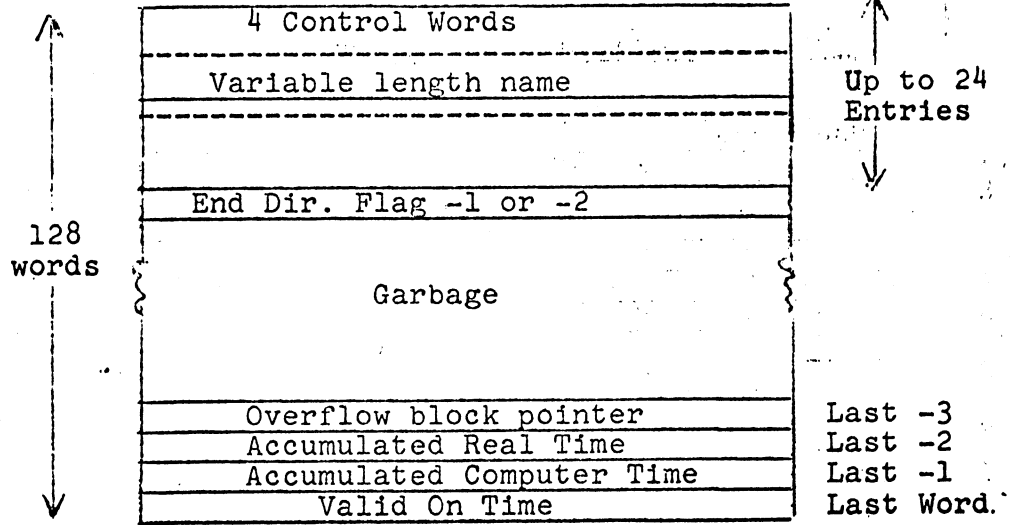 4 Control Words
Variable length name
Up to 24
Entries
End Dir. Flag -1 or -2
128
words
Garbage
Overflow block pointer
Last -3
Accumulated Real Time
Last -2
Accumulated Computer Time
Last -1
Valid On Time
Last Word.